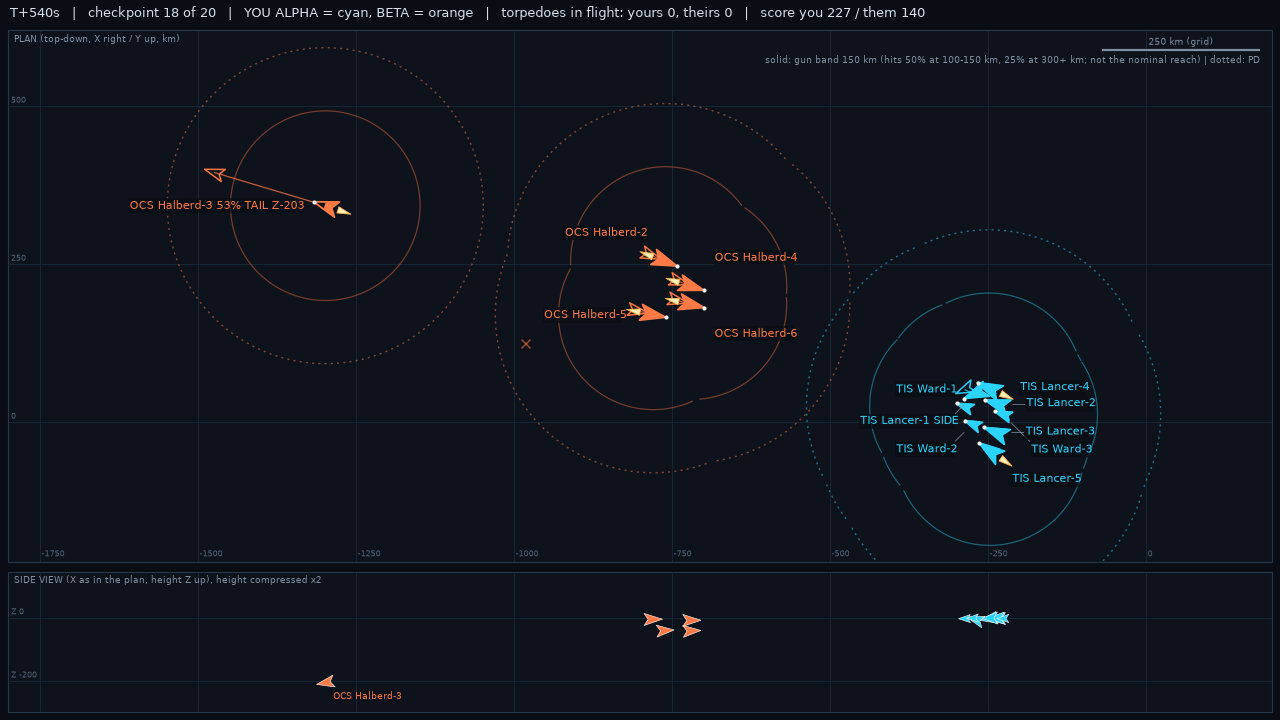 T+540s | checkpoint 18 of 20 | YOU ALPHA = cyan, BETA = orange | torpedoes in flight: yours 0, theirs 0 | score you 227 / them 140
PLAN (top-down, X right / Y up, km)
250 km (grid)
solid: gun band 150 km (hits 50% at 100-150 km, 25% at 300+ km; not the nominal reach) | dotted: PD
500
OCS Halberd-3 53% TAIL Z-203
OCS Halberd-2
OCS Halberd-4
250
OCS Halberd-5
OCS Halberd-6
TIS Ward-1
TIS Lancer-4
TIS Lancer-2
0
TIS Lancer-1 SIDE
TIS Lancer-3
TIS Ward-2
TIS Ward-3
TIS Lancer-5
-1750
-1500
-1250
-1000
-750
-500
-250
0
SIDE VIEW (X as in the plan, height Z up), height compressed x2
Z 0
Z -200
OCS Halberd-3